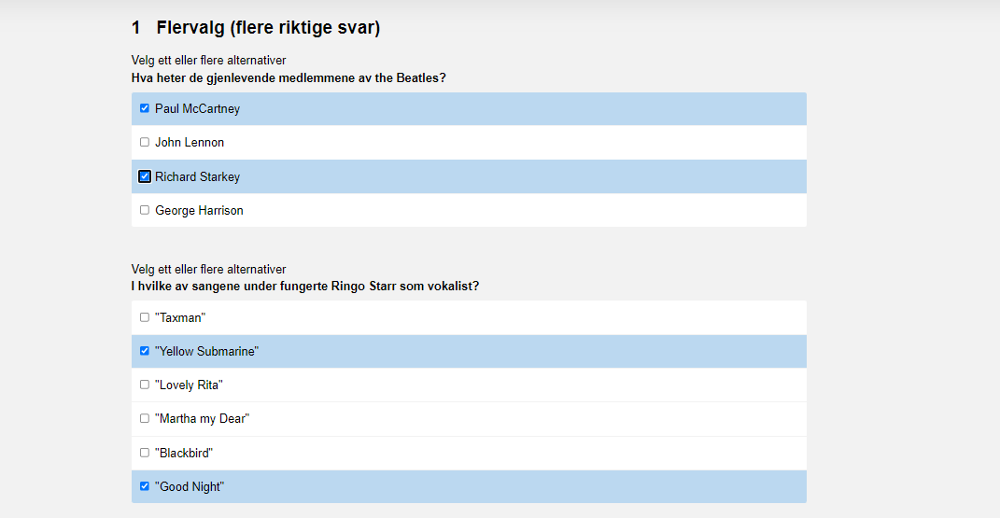 1 Flervalg (flere riktige svar)
Velg ett eller flere alternativer
Hva heter de gjenlevende medlemmene av the Beatles?
Paul McCartney
John Lennon
Richard Starkey
George Harrison
Velg ett eller flere alternativer
I hvilke av sangene under fungerte Ringo Starr som vokalist?
"Taxman"
"Yellow Submarine"
"Lovely Rita"
"Martha my Dear"
"Blackbird"
"Good Night"